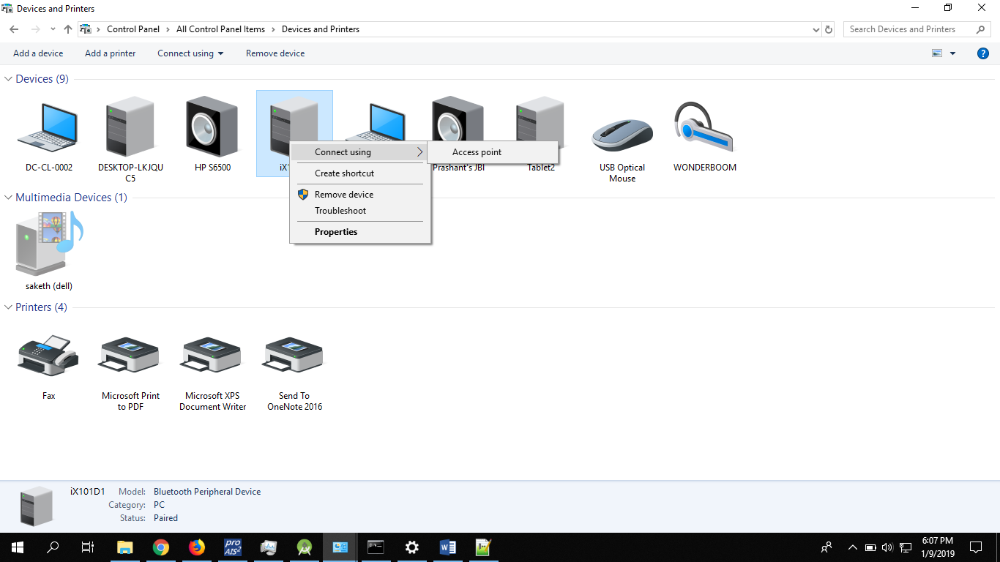 Devices and Printers
Control Panel > All Control Panel Items > Devices and Printers
Search Devices and Printers
Add a device
Add a printer
Connect using
Remove device
?
Devices (9)
DC-CL-0002
DESKTOP-LKJQU
C5
HP S6500
Prashant's JBl
Tablet2
USB Optical
Mouse
WONDERBOOM
Connect using
Access point
Create shortcut
Remove device
Troubleshoot
Properties
Multimedia Devices (1)
saketh (dell)
Printers (4)
Fax
Microsoft Print
to PDF
Microsoft XPS
Document Writer
Send To
OneNote 2016
iX101D1
Model: Bluetooth Peripheral Device
Category: PC
Status: Paired
pro
AIS²
6:07 PM
1/9/2019